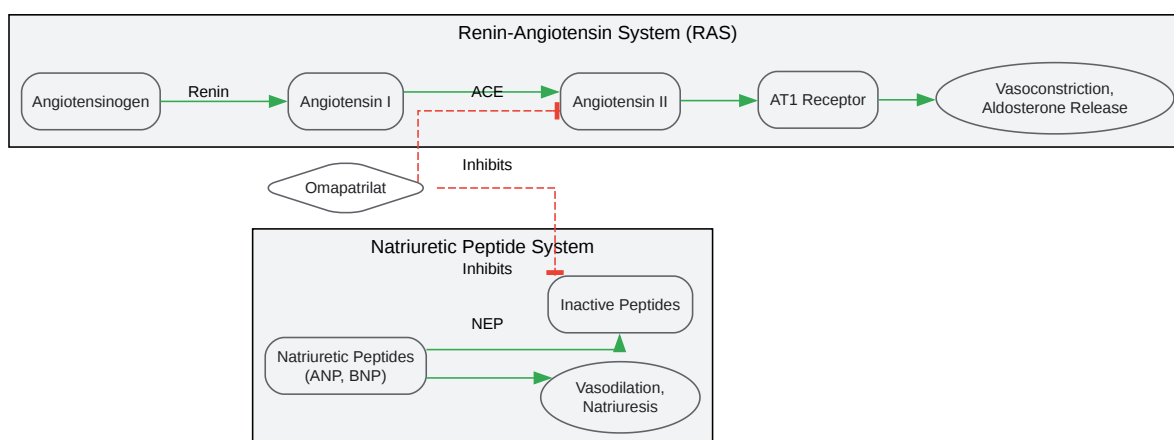 Renin-Angiotensin System (RAS)
Angiotensinogen
Renin
Angiotensin I
ACE
Angiotensin II
AT1 Receptor
Vasoconstriction,
Aldosterone Release
Inhibits
Omapatrilat
Natriuretic Peptide System
Inhibits
Inactive Peptides
NEP
Natriuretic Peptides
(ANP, BNP)
Vasodilation,
Natriuresis